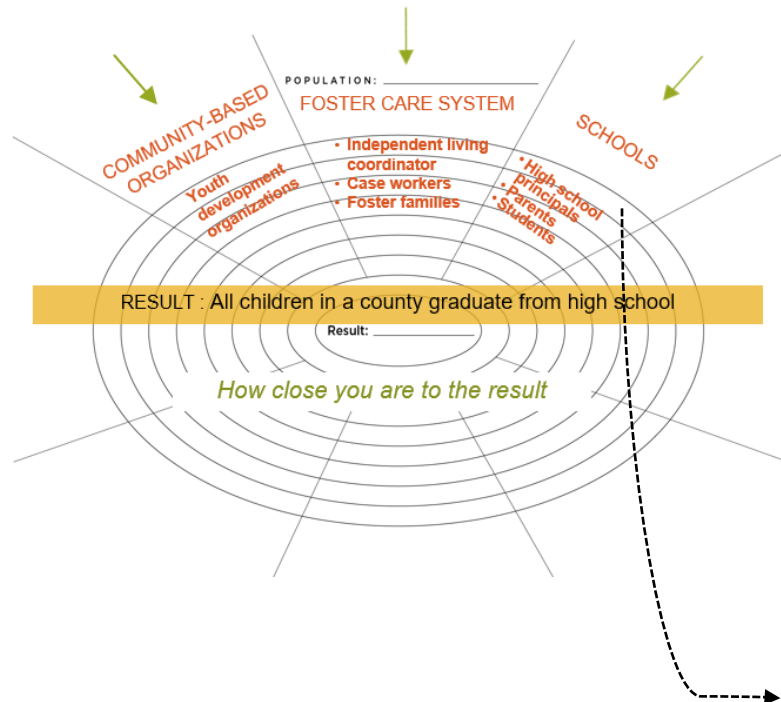 POPULATION:
COMMUNITY-BASED
ORGANIZATIONS
FOSTER CARE SYSTEM
SCHOOLS
Youth
development
organizations
• Independent living
coordinator
• Case workers
• Foster families
• High school
principals
• Parents
• Students
RESULT : All children in a county graduate from high school
Result:
How close you are to the result